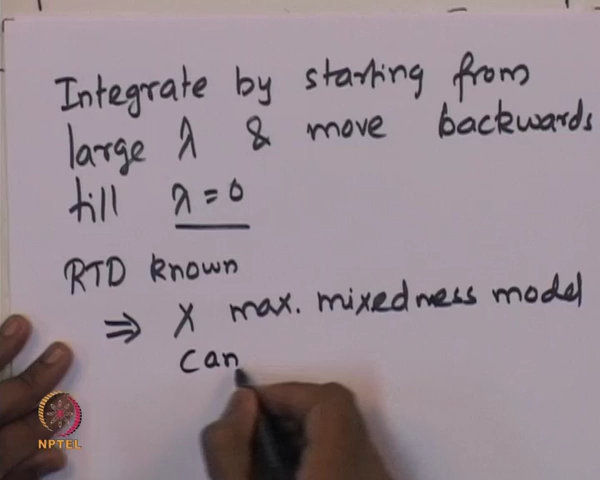 Integrate by starting from
large λ & move backwards
till λ = 0
RTD known
⇒ X max. mixedness model
can
NPTEL